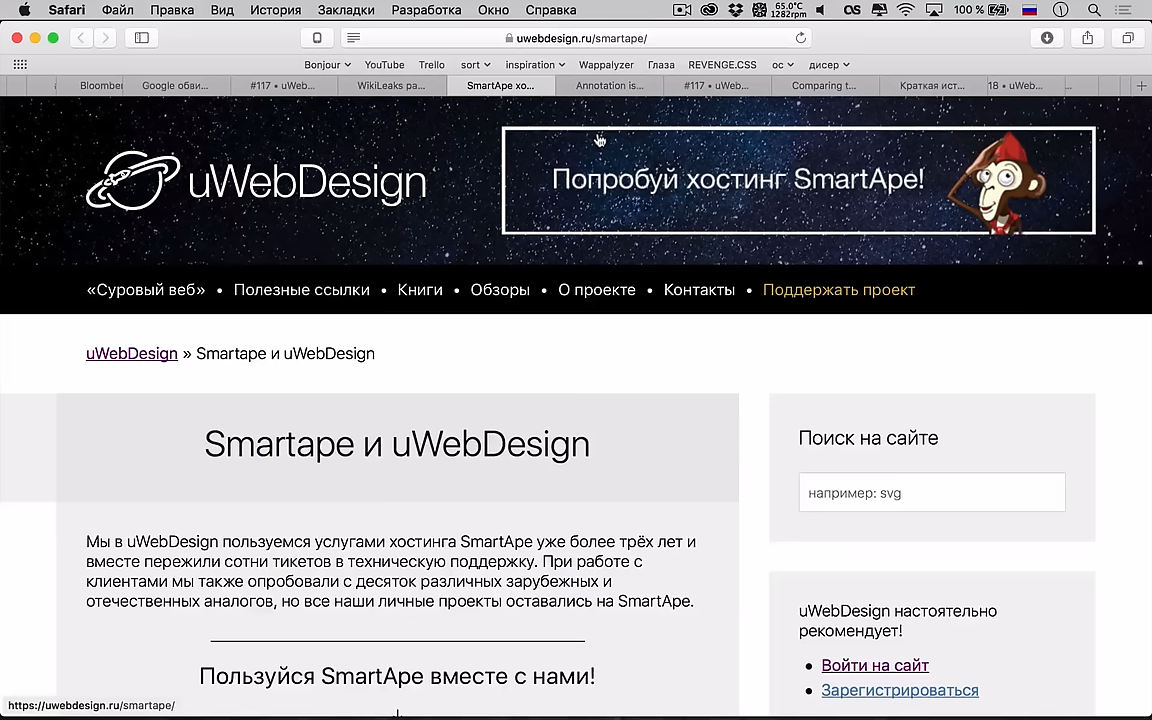 Safari Файл Правка Вид История Закладки Разработка Окно Справка
65.0°C
1282rpm
100 %
uwebdesign.ru/smartape/
Bonjour YouTube Trello sort inspiration Wappalyzer Глаза REVENGE.CSS ос дисер
Bloomber Google обви... #117 • uWeb... WikiLeaks ра... SmartApe хо... Annotation is... #117 • uWeb... Comparing t... Краткая ист... 18 • uWeb...
uWebDesign
Попробуй хостинг SmartApe!
«Суровый веб» • Полезные ссылки • Книги • Обзоры • О проекте • Контакты • Поддержать проект
uWebDesign » Smartape и uWebDesign
Smartape и uWebDesign
Мы в uWebDesign пользуемся услугами хостинга SmartApe уже более трёх лет и
вместе пережили сотни тикетов в техническую поддержку. При работе с
клиентами мы также опробовали с десяток различных зарубежных и
отечественных аналогов, но все наши личные проекты оставались на SmartApe.
Пользуйся SmartApe вместе с нами!
Поиск на сайте
например: svg
uWebDesign настоятельно
рекомендует!
• Войти на сайт
• Зарегистрироваться
https://uwebdesign.ru/smartape/